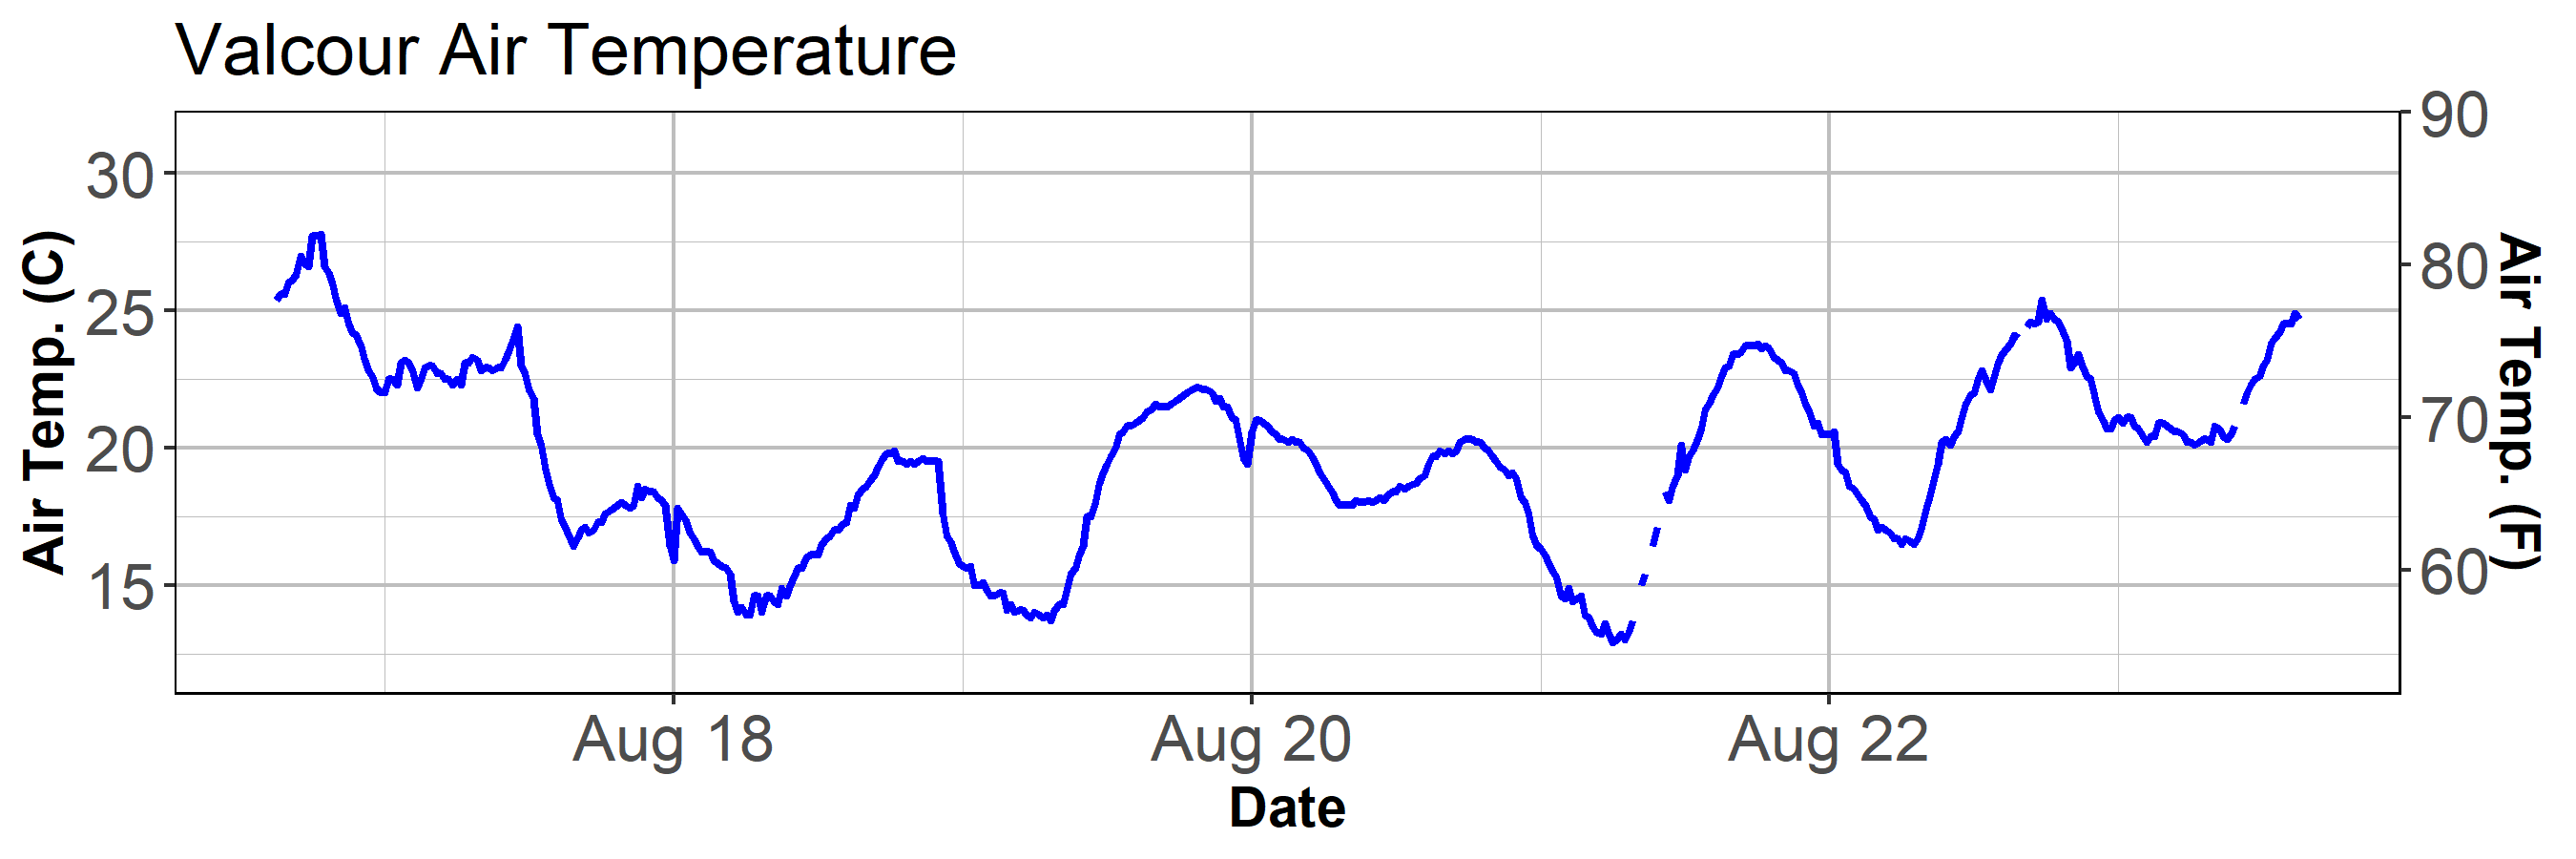 Valcour Air Temperature
Air Temp. (C)
30
25
20
15
90
80
70
60
Air Temp. (F)
Aug 18
Aug 20
Aug 22
Date